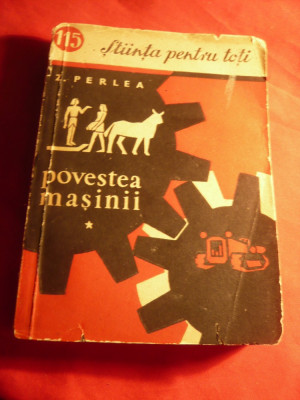 115 Știința pentru toți
Z. PERLEA
povestea
mașinii
*